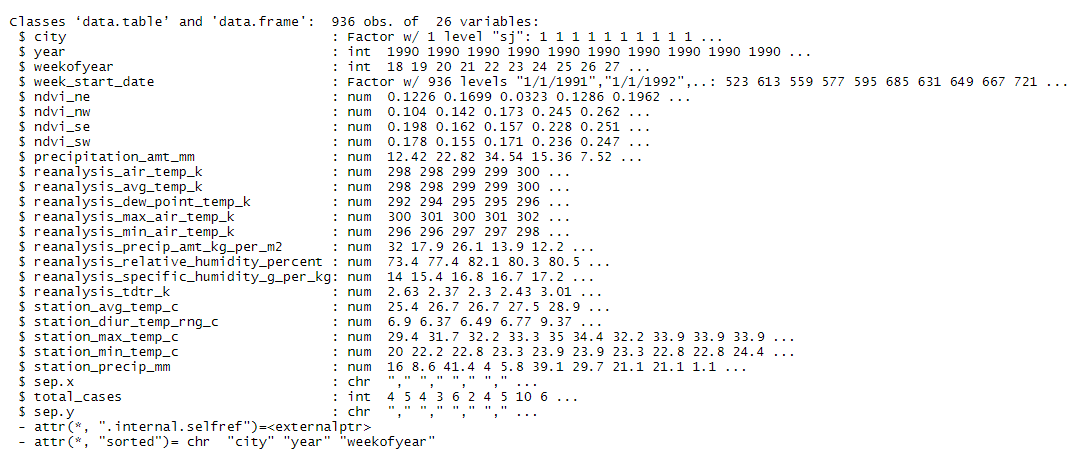 Classes ‘data.table’ and 'data.frame':  936 obs. of  26 variables:
 $ city                                 : Factor w/ 1 level "sj": 1 1 1 1 1 1 1 1 1 1 ...
 $ year                                 : int  1990 1990 1990 1990 1990 1990 1990 1990 1990 1990 ...
 $ weekofyear                           : int  18 19 20 21 22 23 24 25 26 27 ...
 $ week_start_date                      : Factor w/ 936 levels "1/1/1991","1/1/1992",..: 523 613 559 577 595 685 631 649 667 721 ...
 $ ndvi_ne                              : num  0.1226 0.1699 0.0323 0.1286 0.1962 ...
 $ ndvi_nw                              : num  0.104 0.142 0.173 0.245 0.262 ...
 $ ndvi_se                              : num  0.198 0.162 0.157 0.228 0.251 ...
 $ ndvi_sw                              : num  0.178 0.155 0.171 0.236 0.247 ...
 $ precipitation_amt_mm                 : num  12.42 22.82 34.54 15.36 7.52 ...
 $ reanalysis_air_temp_k                : num  298 298 299 299 300 ...
 $ reanalysis_avg_temp_k                : num  298 298 299 299 300 ...
 $ reanalysis_dew_point_temp_k          : num  292 294 295 295 296 ...
 $ reanalysis_max_air_temp_k            : num  300 301 300 301 302 ...
 $ reanalysis_min_air_temp_k            : num  296 296 297 297 298 ...
 $ reanalysis_precip_amt_kg_per_m2      : num  32 17.9 26.1 13.9 12.2 ...
 $ reanalysis_relative_humidity_percent : num  73.4 77.4 82.1 80.3 80.5 ...
 $ reanalysis_specific_humidity_g_per_kg: num  14 15.4 16.8 16.7 17.2 ...
 $ reanalysis_tdtr_k                    : num  2.63 2.37 2.3 2.43 3.01 ...
 $ station_avg_temp_c                   : num  25.4 26.7 26.7 27.5 28.9 ...
 $ station_diur_temp_rng_c              : num  6.9 6.37 6.49 6.77 9.37 ...
 $ station_max_temp_c                   : num  29.4 31.7 32.2 33.3 35 34.4 32.2 33.9 33.9 33.9 ...
 $ station_min_temp_c                   : num  20 22.2 22.8 23.3 23.9 23.9 23.3 22.8 22.8 24.4 ...
 $ station_precip_mm                    : num  16 8.6 41.4 4 5.8 39.1 29.7 21.1 21.1 1.1 ...
 $ sep.x                                : chr  "," "," "," "," ...
 $ total_cases                          : int  4 5 4 3 6 2 4 5 10 6 ...
 $ sep.y                                : chr  "," "," "," "," ...
 - attr(*, ".internal.selfref")=<externalptr>
 - attr(*, "sorted")= chr  "city" "year" "weekofyear"